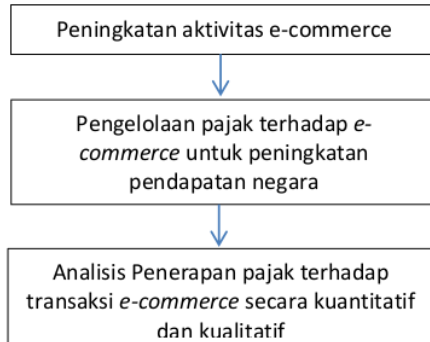 Peningkatan aktivitas e-commerce
Pengelolaan pajak terhadap e-
commerce untuk peningkatan
pendapatan negara
Analisis Penerapan pajak terhadap
transaksi e-commerce secara kuantitatif
dan kualitatif